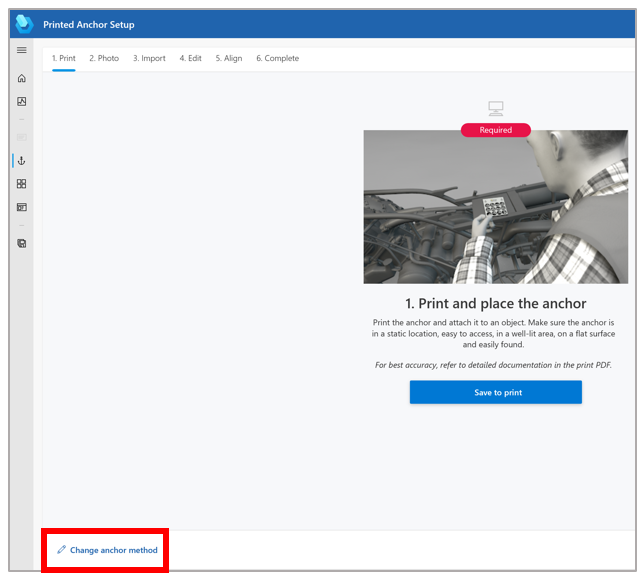 Printed Anchor Setup
1. Print 2. Photo 3. Import 4. Edit 5. Align 6. Complete
Required
1. Print and place the anchor
Print the anchor and attach it to an object. Make sure the anchor is
in a static location, easy to access, in a well-lit area, on a flat surface
and easily found.
For best accuracy, refer to detailed documentation in the print PDF.
Save to print
Change anchor method